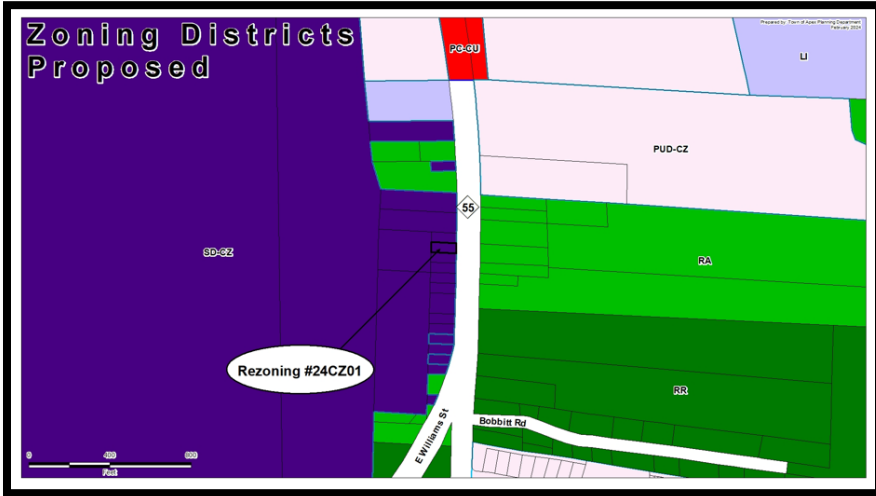 Zoning Districts
Proposed
Prepared by: Town of Apex Planning Department
February 2024
PC-CU
LI
PUD-CZ
55
SD-CZ
RA
Rezoning #24CZ01
RR
E Williams St
Bobbitt Rd
0 400 800
Feet